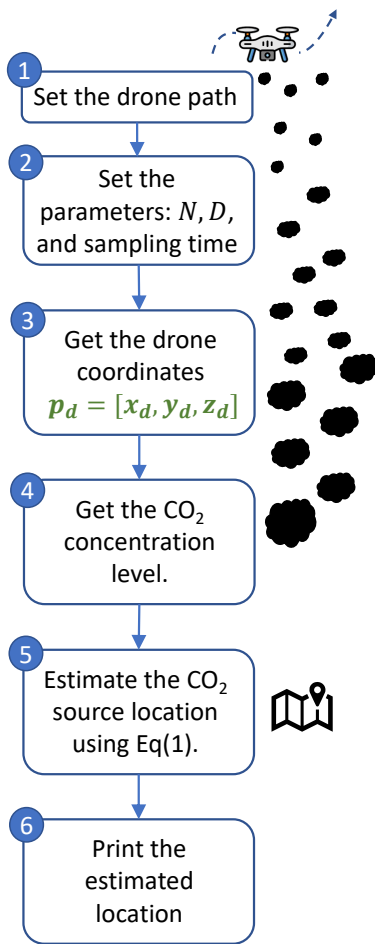 1
Set the drone path
2
Set the
parameters: N, D,
and sampling time
3
Get the drone
coordinates
p_d = [x_d, y_d, z_d]
4
Get the CO₂
concentration
level.
5
Estimate the CO₂
source location
using Eq(1).
6
Print the
estimated
location